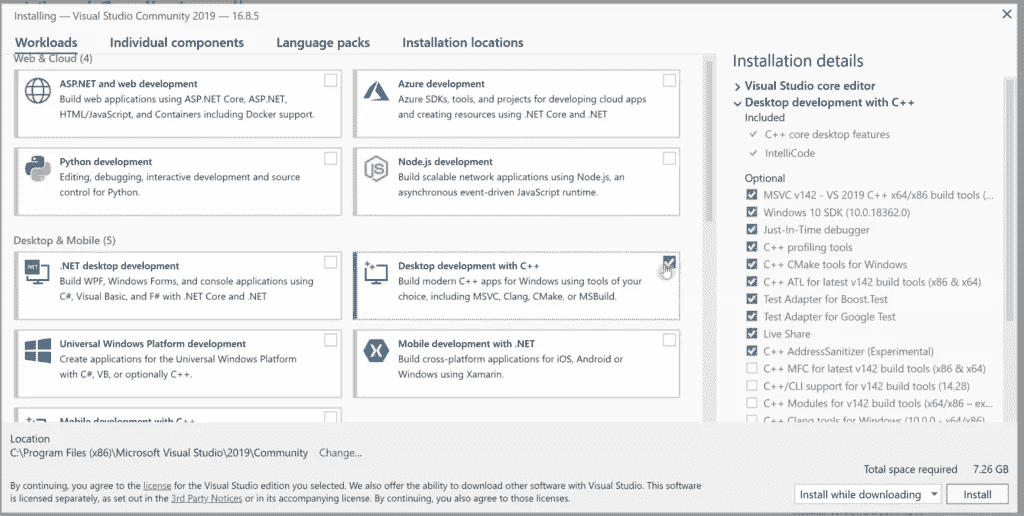 Installing — Visual Studio Community 2019 — 16.8.5
Workloads
Individual components
Language packs
Installation locations
Web & Cloud (4)
ASP.NET and web development
Build web applications using ASP.NET Core, ASP.NET,
HTML/JavaScript, and Containers including Docker support.
Azure development
Azure SDKs, tools, and projects for developing cloud apps
and creating resources using .NET Core and .NET
Python development
Editing, debugging, interactive development and source
control for Python.
JS
Node.js development
Build scalable network applications using Node.js, an
asynchronous event-driven JavaScript runtime.
Desktop & Mobile (5)
.NET
.NET desktop development
Build WPF, Windows Forms, and console applications using
C#, Visual Basic, and F# with .NET Core and .NET
Desktop development with C++
Build modern C++ apps for Windows using tools of your
choice, including MSVC, Clang, CMake, or MSBuild.
Universal Windows Platform development
Create applications for the Universal Windows Platform
with C#, VB, or optionally C++.
Mobile development with .NET
Build cross-platform applications for iOS, Android or
Windows using Xamarin.
Mobile development with C++
Installation details
Visual Studio core editor
Desktop development with C++
Included
C++ core desktop features
IntelliCode
Optional
MSVC v142 - VS 2019 C++ x64/x86 build tools (...
Windows 10 SDK (10.0.18362.0)
Just-In-Time debugger
C++ profiling tools
C++ CMake tools for Windows
C++ ATL for latest v142 build tools (x86 & x64)
Test Adapter for Boost.Test
Test Adapter for Google Test
Live Share
C++ AddressSanitizer (Experimental)
C++ MFC for latest v142 build tools (x86 & x64)
C++/CLI support for v142 build tools (14.28)
C++ Modules for v142 build tools (x64/x86 – ex...
C++ Clang tools for Windows (10.0.0 - x64/x86)
Location
C:\Program Files (x86)\Microsoft Visual Studio\2019\Community Change...
By continuing, you agree to the license for the Visual Studio edition you selected. We also offer the ability to download other software with Visual Studio. This software
is licensed separately, as set out in the 3rd Party Notices or in its accompanying license. By continuing, you also agree to those licenses.
Total space required 7.26 GB
Install while downloading
Install